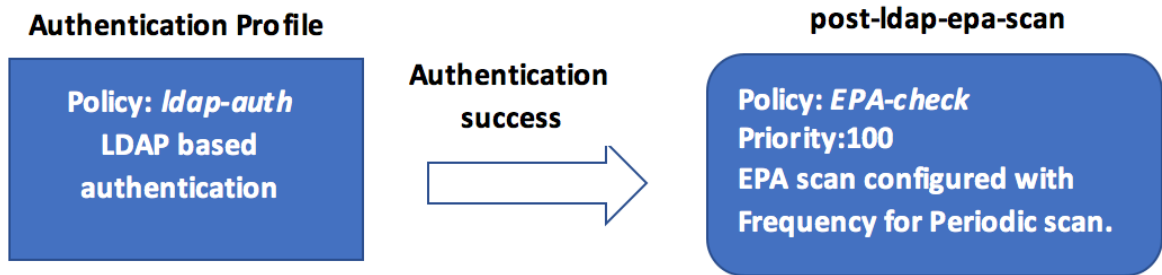 Authentication Profile
Policy: ldap-auth
LDAP based
authentication
Authentication
success
post-ldap-epa-scan
Policy: EPA-check
Priority:100
EPA scan configured with
Frequency for Periodic scan.